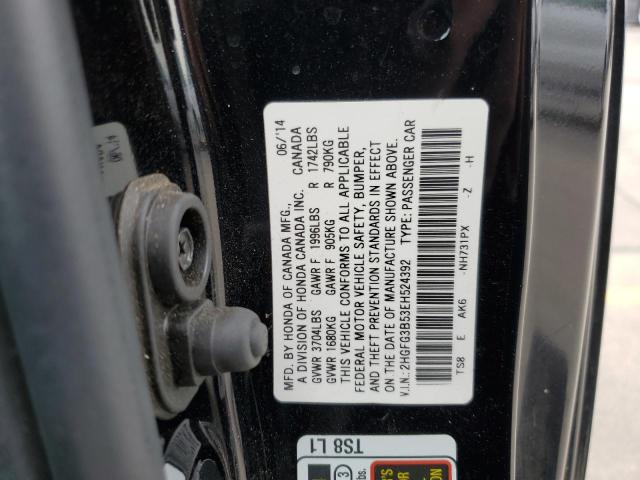 MFD. BY HONDA OF CANADA MFG., 06/'14
A DIVISION OF HONDA CANADA INC. CANADA
GVWR 3704LBS GAWR F 1996LBS R 1742LBS
GVWR 1680KG GAWR F 905KG R 790KG
THIS VEHICLE CONFORMS TO ALL APPLICABLE
FEDERAL MOTOR VEHICLE SAFETY, BUMPER,
AND THEFT PREVENTION STANDARDS IN EFFECT
ON THE DATE OF MANUFACTURE SHOWN ABOVE.
V.I.N.: 2HGFG3B53EH524392 TYPE: PASSENGER CAR
TS8 E AK6 -NH731PX -Z -H
TS8 L1
3